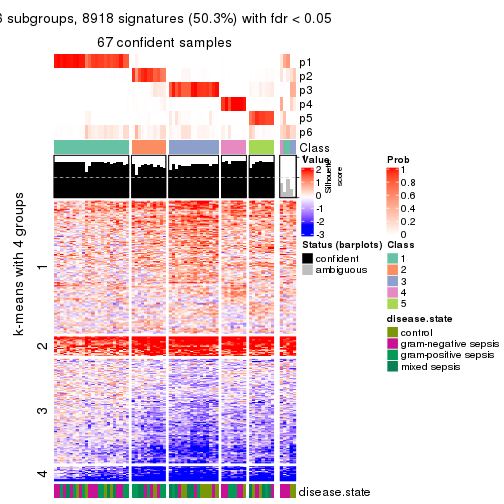 6 subgroups, 8918 signatures (50.3%) with fdr < 0.05
67 confident samples
p1
p2
p3
p4
p5
p6
Class
Silhouette
score
k-means with 4 groups
1
2
3
4
disease.state
Value
2
1
0
-1
-2
-3
Status (barplots)
confident
ambiguous
Prob
1
0.8
0.6
0.4
0.2
0
Class
1
2
3
4
5
disease.state
control
gram-negative sepsis
gram-positive sepsis
mixed sepsis